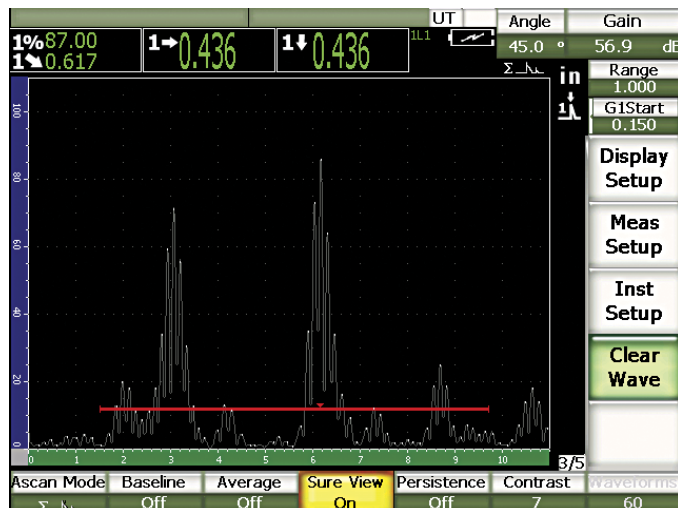 UT
Angle
Gain
1%87.00
1 0.617
1 0.436
1 0.436
1L1
45.0 °
56.9 dB
Σ
in
Range
1.000
1
G1Start
0.150
Display
Setup
Meas
Setup
Inst
Setup
Clear
Wave
100
80
60
40
20
0
0 1 2 3 4 5 6 7 8 9 10
3/5
Ascan Mode Baseline Average Sure View Persistence Contrast Waveforms
Off Off On Off 7 60